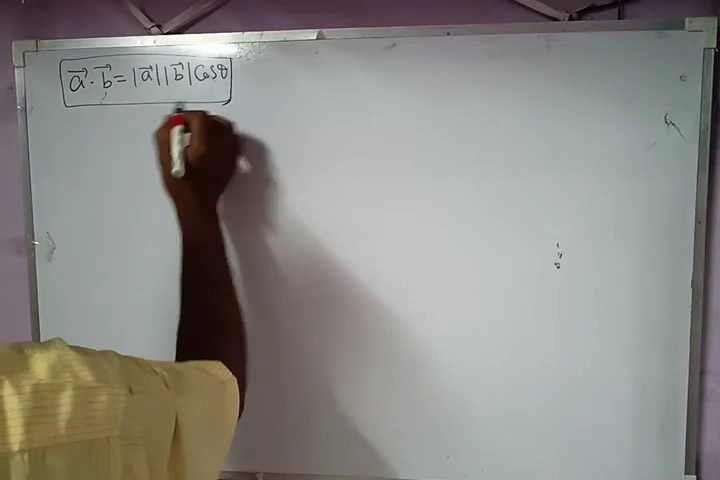 a⃗ · b⃗ = |a⃗| |b⃗| Cosθ